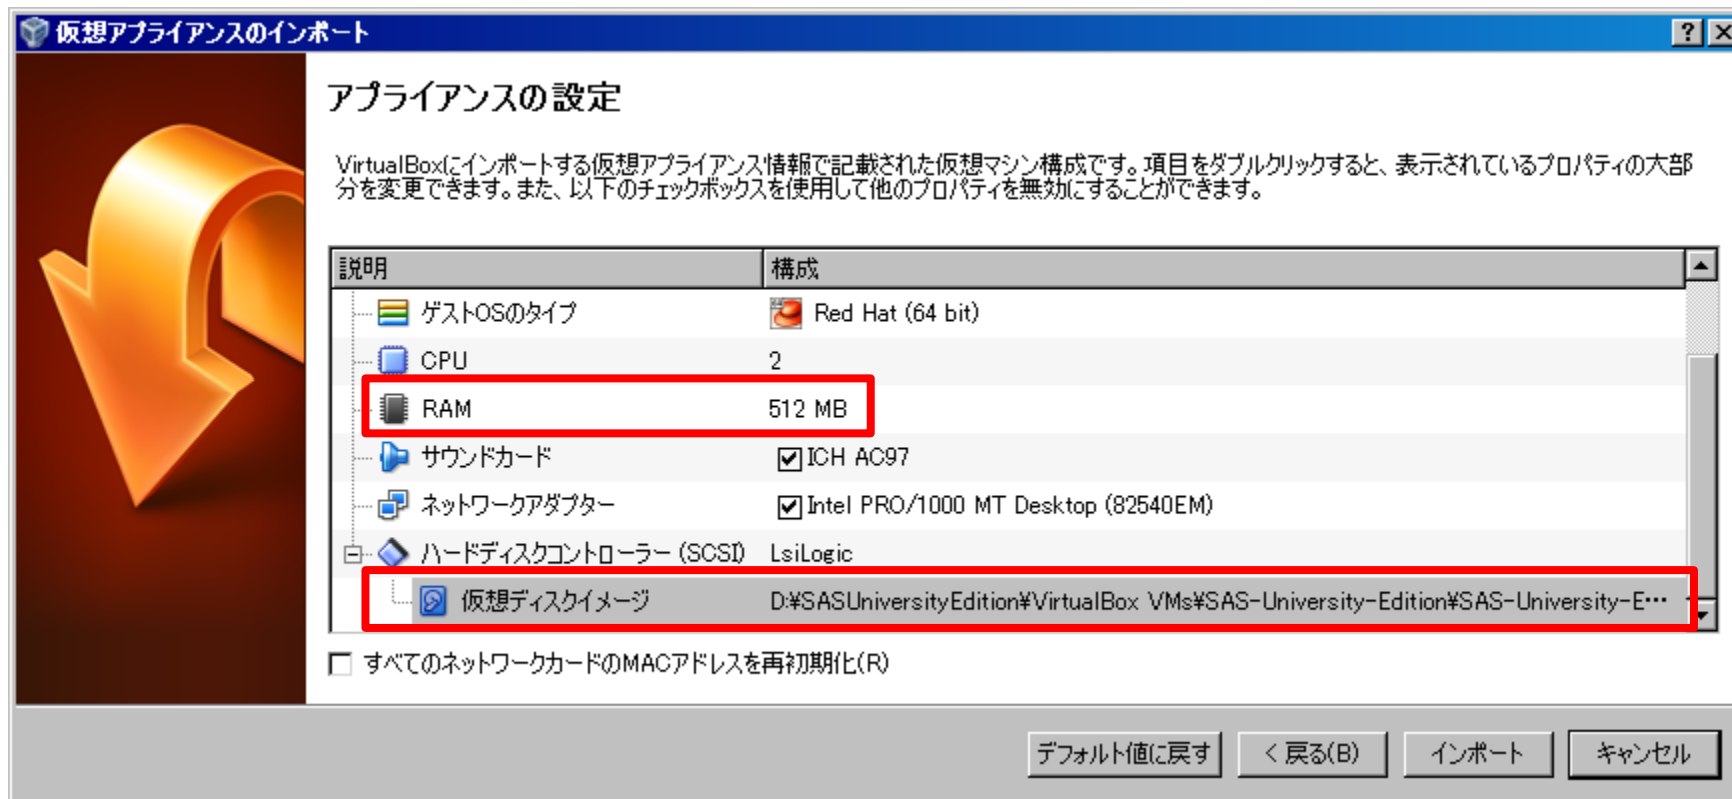 仮想アプライアンスのインポート
アプライアンスの設定
VirtualBoxにインポートする仮想アプライアンス情報で記載された仮想マシン構成です。項目をダブルクリックすると、表示されているプロパティの大部
分を変更できます。また、以下のチェックボックスを使用して他のプロパティを無効にすることができます。
説明 構成
ゲストOSのタイプ Red Hat (64 bit)
CPU 2
RAM 512 MB
サウンドカード ICH AC97
ネットワークアダプター Intel PRO/1000 MT Desktop (82540EM)
ハードディスクコントローラー (SCSI) LsiLogic
仮想ディスクイメージ D:¥SASUniversityEdition¥VirtualBox VMs¥SAS-University-Edition¥SAS-University-E…
すべてのネットワークカードのMACアドレスを再初期化(R)
デフォルト値に戻す < 戻る(B) インポート キャンセル